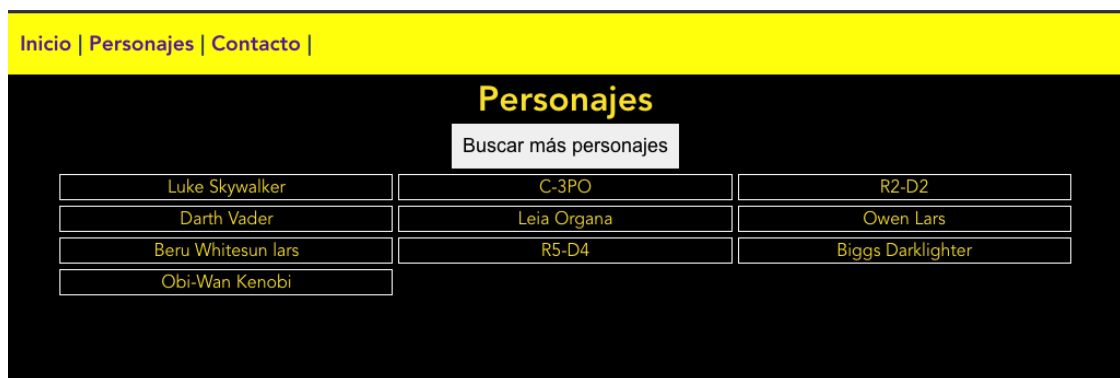 Inicio | Personajes | Contacto |
Personajes
Buscar más personajes
Luke Skywalker C-3PO R2-D2
Darth Vader Leia Organa Owen Lars
Beru Whitesun lars R5-D4 Biggs Darklighter
Obi-Wan Kenobi